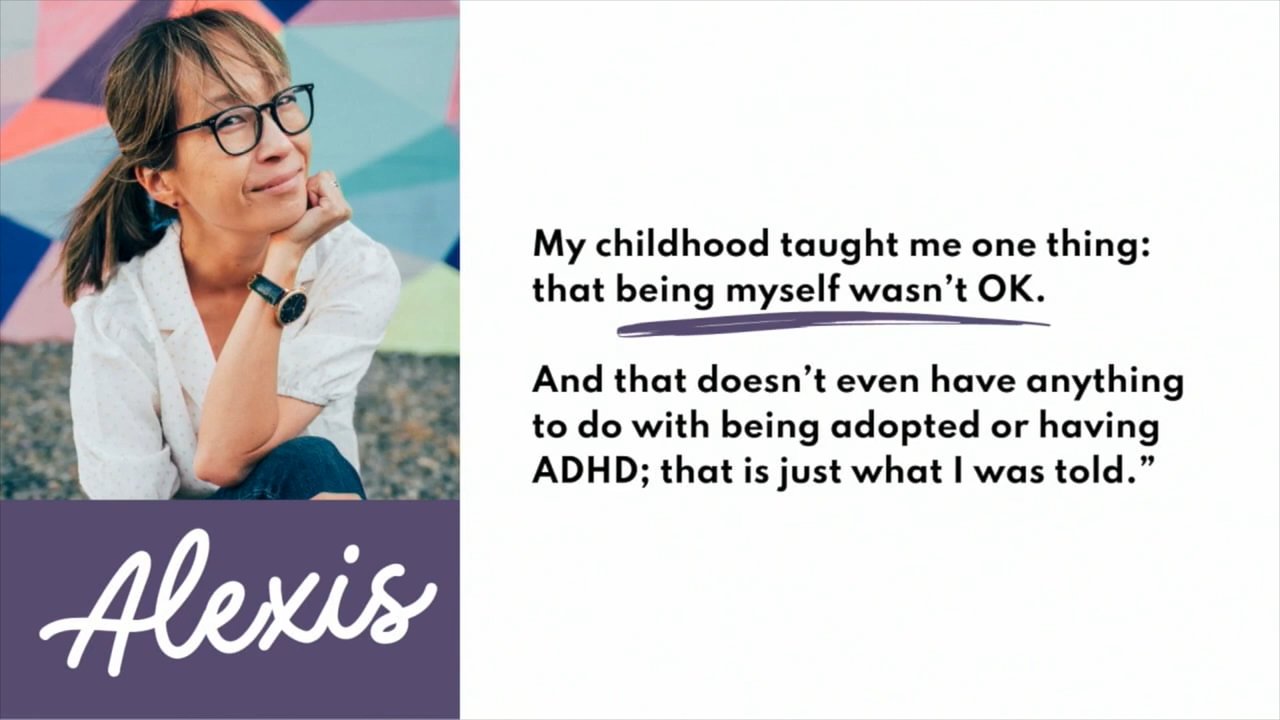 My childhood taught me one thing:
that being myself wasn’t OK.
And that doesn’t even have anything
to do with being adopted or having
ADHD; that is just what I was told.”
Alexis